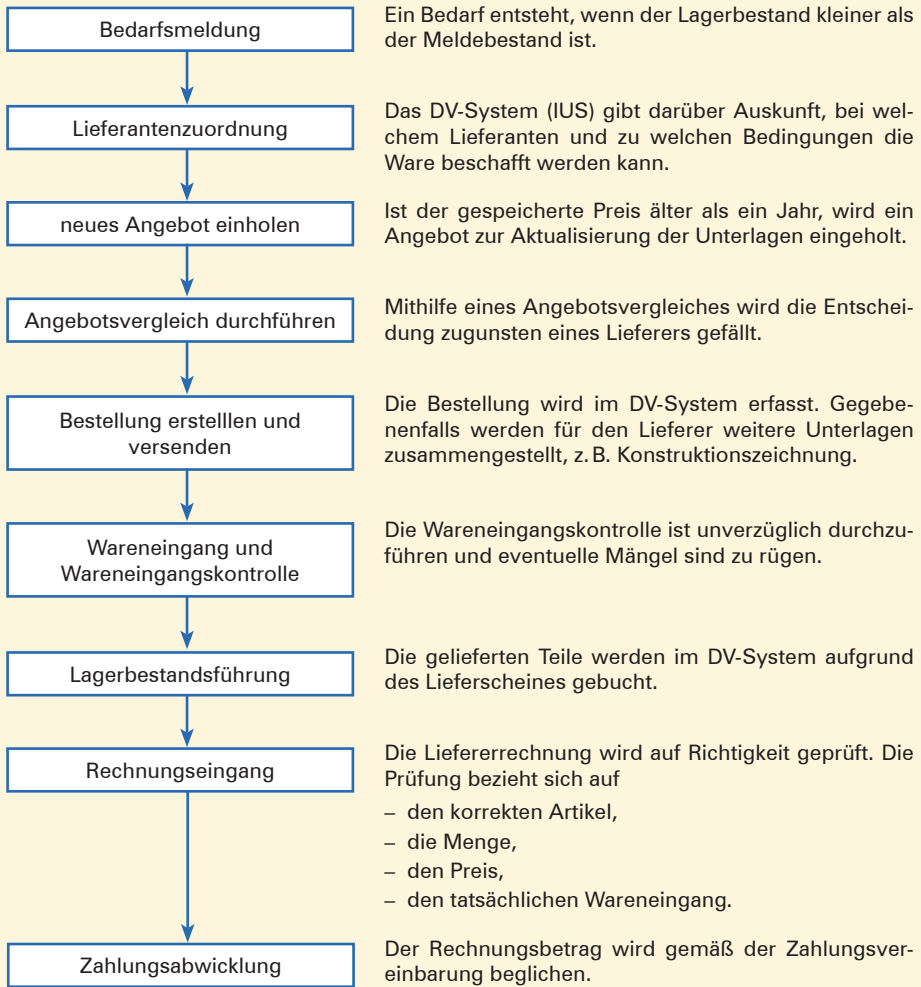 Bedarfsmeldung
Ein Bedarf entsteht, wenn der Lagerbestand kleiner als
der Meldebestand ist.
Lieferantenzuordnung
Das DV-System (IUS) gibt darüber Auskunft, bei wel-
chem Lieferanten und zu welchen Bedingungen die
Ware beschafft werden kann.
neues Angebot einholen
Ist der gespeicherte Preis älter als ein Jahr, wird ein
Angebot zur Aktualisierung der Unterlagen eingeholt.
Angebotsvergleich durchführen
Mithilfe eines Angebotsvergleiches wird die Entschei-
dung zugunsten eines Lieferers gefällt.
Bestellung erstelllen und
versenden
Die Bestellung wird im DV-System erfasst. Gegebe-
nenfalls werden für den Lieferer weitere Unterlagen
zusammengestellt, z. B. Konstruktionszeichnung.
Wareneingang und
Wareneingangskontrolle
Die Wareneingangskontrolle ist unverzüglich durchzu-
führen und eventuelle Mängel sind zu rügen.
Lagerbestandsführung
Die gelieferten Teile werden im DV-System aufgrund
des Lieferscheines gebucht.
Rechnungseingang
Die Liefererrechnung wird auf Richtigkeit geprüft. Die
Prüfung bezieht sich auf
– den korrekten Artikel,
– die Menge,
– den Preis,
– den tatsächlichen Wareneingang.
Zahlungsabwicklung
Der Rechnungsbetrag wird gemäß der Zahlungsver-
einbarung beglichen.